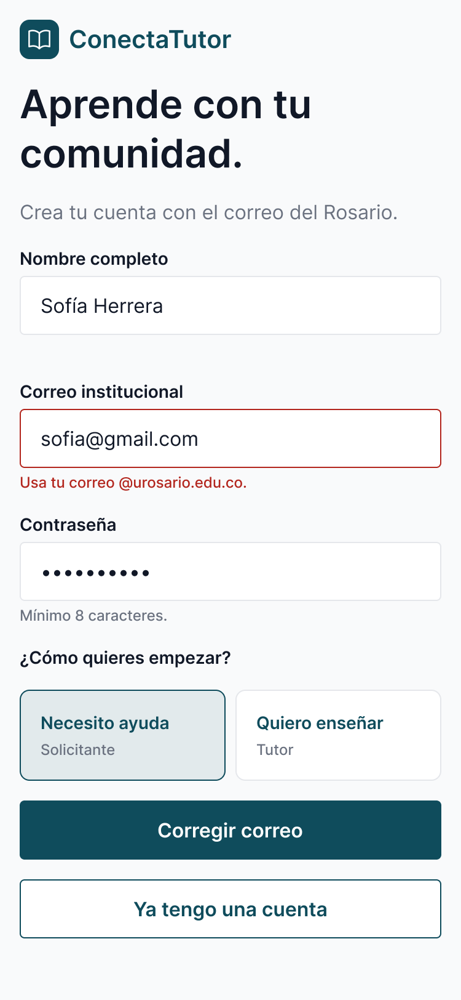 ConectaTutor
Aprende con tu
comunidad.
Crea tu cuenta con el correo del Rosario.
Nombre completo
Sofía Herrera
Correo institucional
sofia@gmail.com
Usa tu correo @urosario.edu.co.
Contraseña
••••••••••
Mínimo 8 caracteres.
¿Cómo quieres empezar?
Necesito ayuda
Solicitante
Quiero enseñar
Tutor
Corregir correo
Ya tengo una cuenta